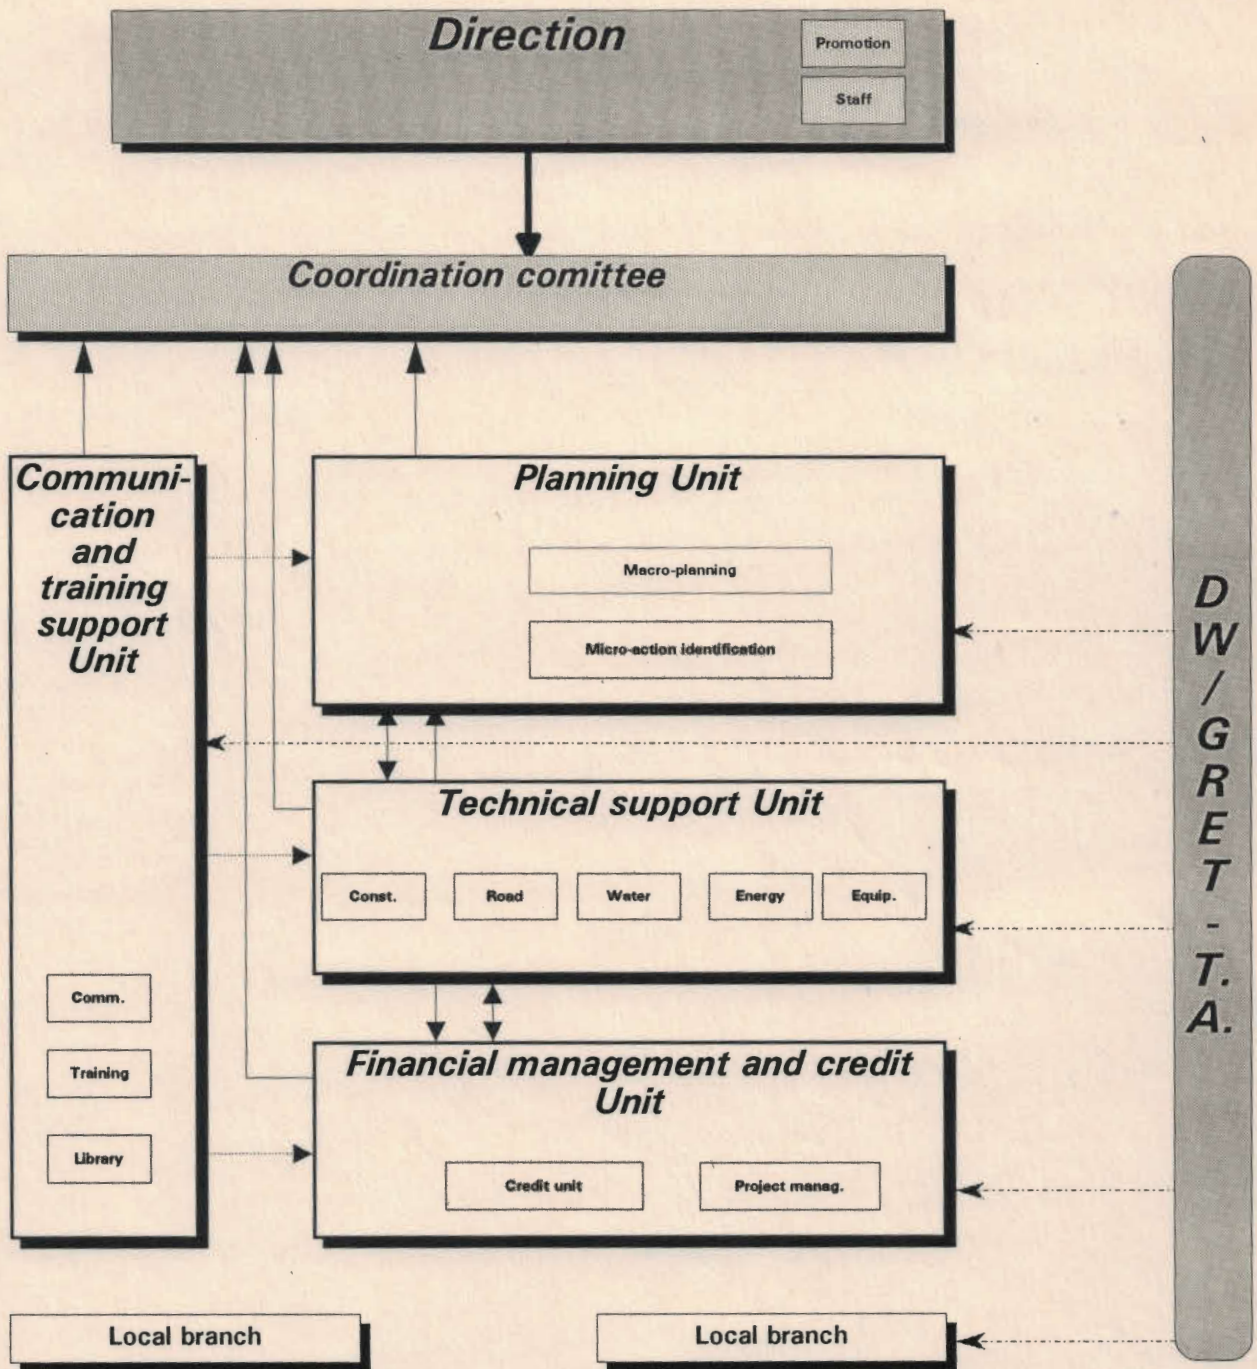 Direction
Promotion
Staff
Coordination comittee
Communi-
cation
and
training
support
Unit
Comm.
Training
Library
Planning Unit
Macro-planning
Micro-action identification
Technical support Unit
Const.
Road
Water
Energy
Equip.
Financial management and credit
Unit
Credit unit
Project manag.
Local branch
Local branch
D
W
/
G
R
E
T
-
T.
A.